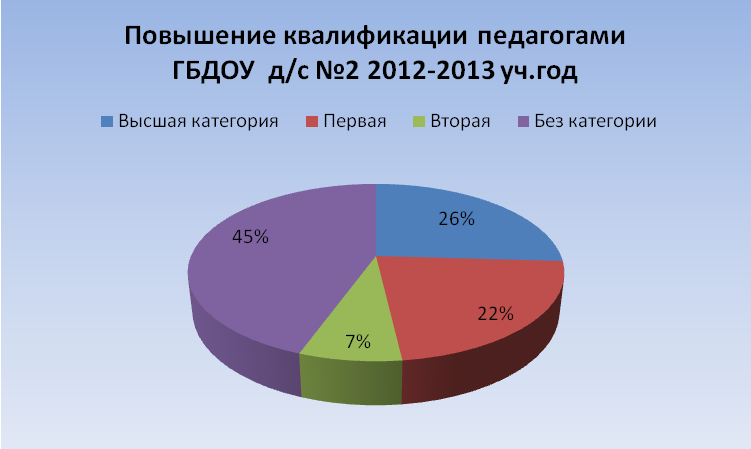 Повышение квалификации педагогами
ГБДОУ д/с №2 2012-2013 уч.год
Высшая категория Первая Вторая Без категории
26%
45%
22%
7%